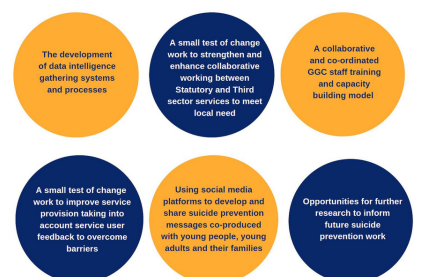 The development
of data intelligence
gathering systems
and processes
A small test of change
work to strengthen and
enhance collaborative
working between
Statutory and Third
sector services to meet
local need
A collaborative
and co-ordinated
GGC staff training
and capacity
building model
A small test of change
work to improve service
provision taking into
account service user
feedback to overcome
barriers
Using social media
platforms to develop and
share suicide prevention
messages co-produced
with young people, young
adults and their families
Opportunities for further
research to inform
future suicide
prevention work